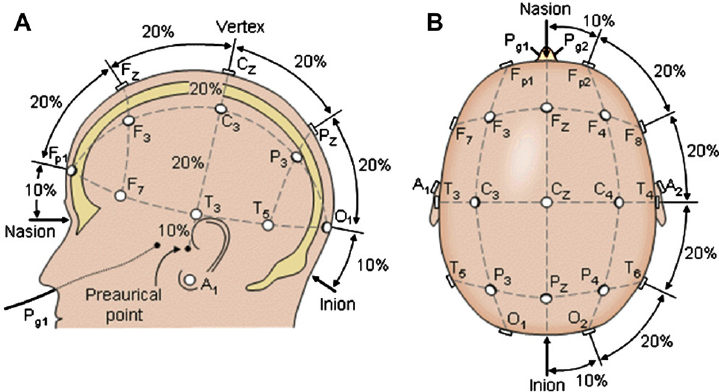 A
Vertex
20%
20%
Fz
Cz
20%
20%
Fp1
F3
C3
Pz
P3
20%
20%
10%
F7
T3
T5
O1
Nasion
10%
10%
A1
Preaurical
point
Inion
Pg1
B
Nasion
10%
Pg1
Pg2
Fp1
Fp2
20%
F7
F3
Fz
F4
F8
20%
A1
T3
C3
Cz
C4
T4
A2
20%
T5
P3
Pz
P4
T6
O1
O2
20%
10%
Inion